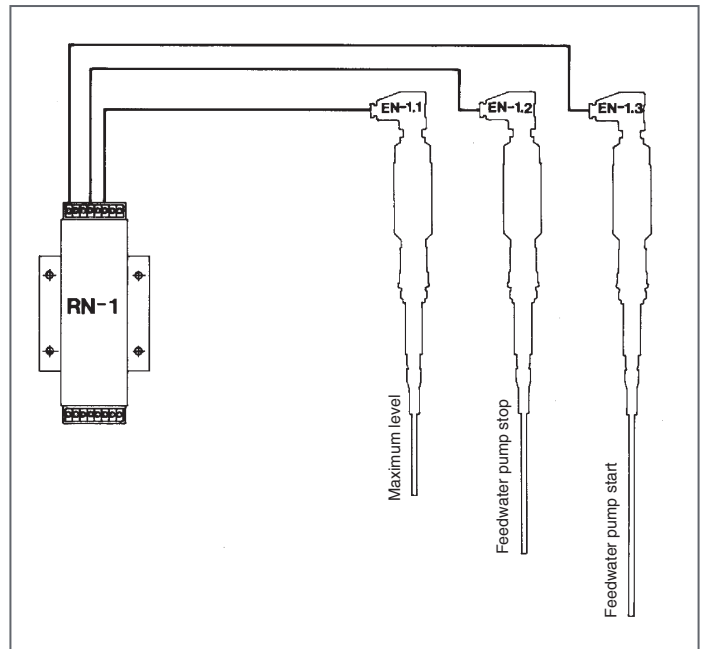 EN-1.1
EN-1.2
EN-1.3
RN-1
Maximum level
Feedwater pump stop
Feedwater pump start